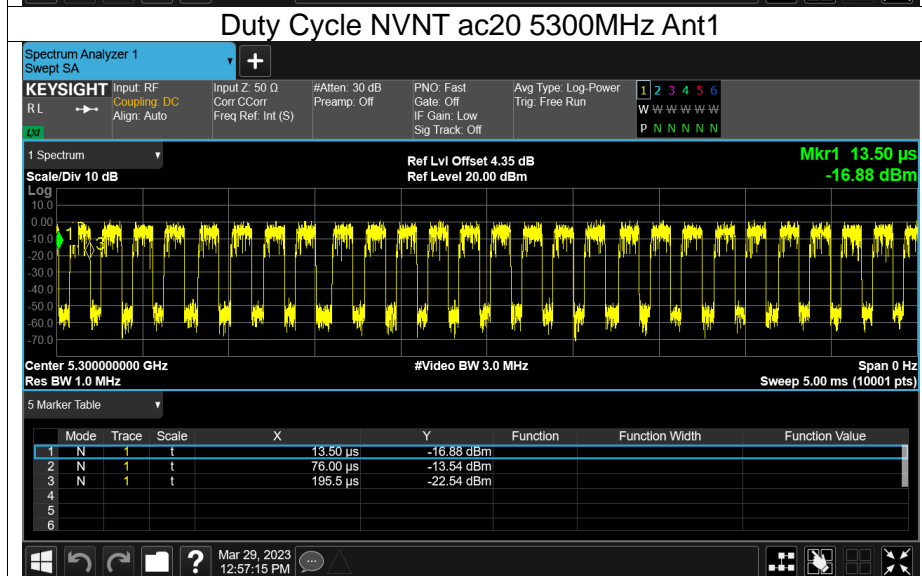 Duty Cycle NVNT ac20 5300MHz Ant1
Spectrum Analyzer 1
Swept SA
+
KEYSIGHT
RL
LXI
Input: RF
Coupling: DC
Align: Auto
Input Z: 50 Ω
Corr CCorr
Freq Ref: Int (S)
#Atten: 30 dB
Preamp: Off
PNO: Fast
Gate: Off
IF Gain: Low
Sig Track: Off
Avg Type: Log-Power
Trig: Free Run
1 2 3 4 5 6
W W W W W W
P N N N N N
1 Spectrum
Scale/Div 10 dB
Ref Lvl Offset 4.35 dB
Ref Level 20.00 dBm
Mkr1 13.50 µs
-16.88 dBm
Log
10.0
0.00
-10.0
-20.0
-30.0
-40.0
-50.0
-60.0
-70.0
1
3
Center 5.300000000 GHz
Res BW 1.0 MHz
#Video BW 3.0 MHz
Span 0 Hz
Sweep 5.00 ms (10001 pts)
5 Marker Table
Mode Trace Scale X Y Function Function Width Function Value
1 N 1 t 13.50 µs -16.88 dBm
2 N 1 t 76.00 µs -13.54 dBm
3 N 1 t 195.5 µs -22.54 dBm
4
5
6
? Mar 29, 2023
12:57:15 PM